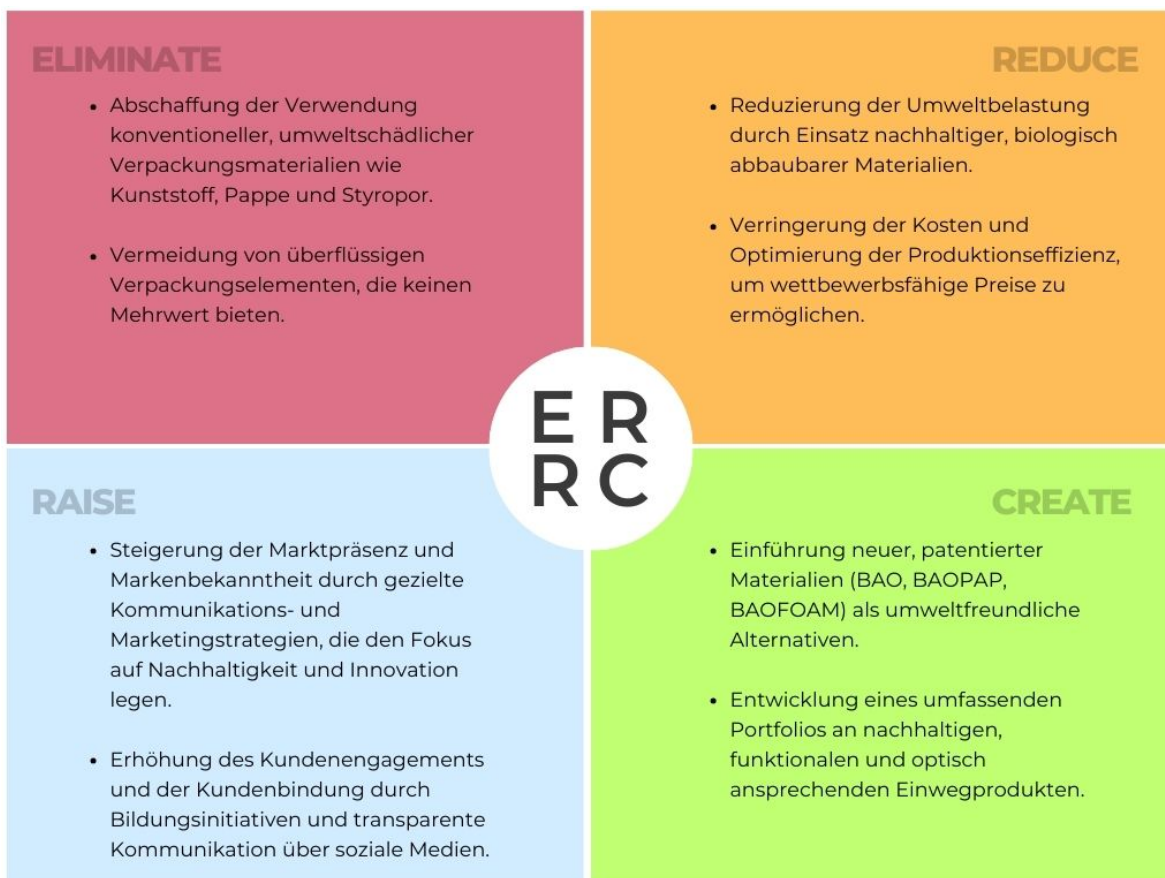 ELIMINATE
• Abschaffung der Verwendung
konventioneller, umweltschädlicher
Verpackungsmaterialien wie
Kunststoff, Pappe und Styropor.
• Vermeidung von überflüssigen
Verpackungselementen, die keinen
Mehrwert bieten.
REDUCE
• Reduzierung der Umweltbelastung
durch Einsatz nachhaltiger, biologisch
abbaubarer Materialien.
• Verringerung der Kosten und
Optimierung der Produktionseffizienz,
um wettbewerbsfähige Preise zu
ermöglichen.
E R
R C
RAISE
• Steigerung der Marktpräsenz und
Markenbekanntheit durch gezielte
Kommunikations- und
Marketingstrategien, die den Fokus
auf Nachhaltigkeit und Innovation
legen.
• Erhöhung des Kundenengagements
und der Kundenbindung durch
Bildungsinitiativen und transparente
Kommunikation über soziale Medien.
CREATE
• Einführung neuer, patentierter
Materialien (BAO, BAOPAP,
BAOFOAM) als umweltfreundliche
Alternativen.
• Entwicklung eines umfassenden
Portfolios an nachhaltigen,
funktionalen und optisch
ansprechenden Einwegprodukten.